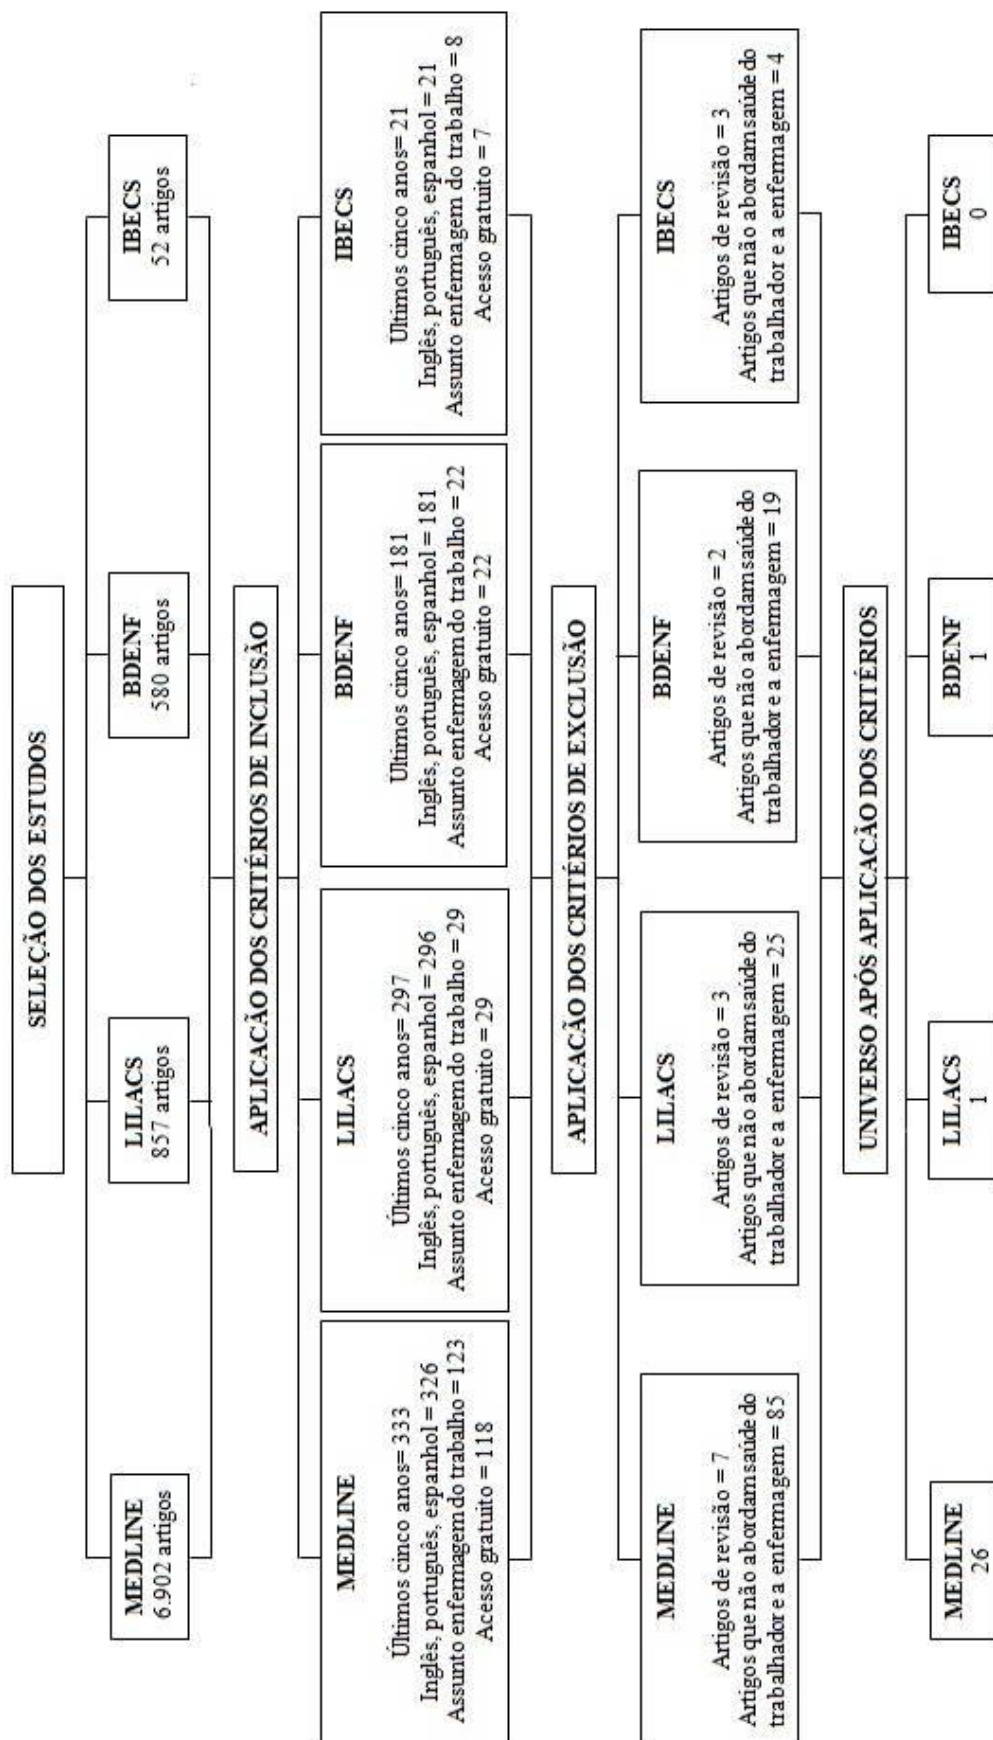 SELEÇÃO DOS ESTUDOS
MEDLINE
6.902 artigos
LILACS
857 artigos
BDENF
580 artigos
IBECS
52 artigos
APLICACÃO DOS CRITÉRIOS DE INCLUSÃO
MEDLINE
Últimos cinco anos= 333
Inglês, português, espanhol = 326
Assunto enfermagem do trabalho = 123
Acesso gratuito = 118
LILACS
Últimos cinco anos= 297
Inglês, português, espanhol = 296
Assunto enfermagem do trabalho = 29
Acesso gratuito = 29
BDENF
Últimos cinco anos= 181
Inglês, português, espanhol = 181
Assunto enfermagem do trabalho = 22
Acesso gratuito = 22
IBECS
Últimos cinco anos= 21
Inglês, português, espanhol = 21
Assunto enfermagem do trabalho = 8
Acesso gratuito = 7
APLICACÃO DOS CRITÉRIOS DE EXCLUSÃO
MEDLINE
Artigos de revisão = 7
Artigos que não abordam saúde do
trabalhador e a enfermagem = 85
LILACS
Artigos de revisão = 3
Artigos que não abordam saúde do
trabalhador e a enfermagem = 25
BDENF
Artigos de revisão = 2
Artigos que não abordam saúde do
trabalhador e a enfermagem = 19
IBECS
Artigos de revisão = 3
Artigos que não abordam saúde do
trabalhador e a enfermagem = 4
UNIVERSO APÓS APLICACÃO DOS CRITÉRIOS
MEDLINE
26
LILACS
1
BDENF
1
IBECS
0